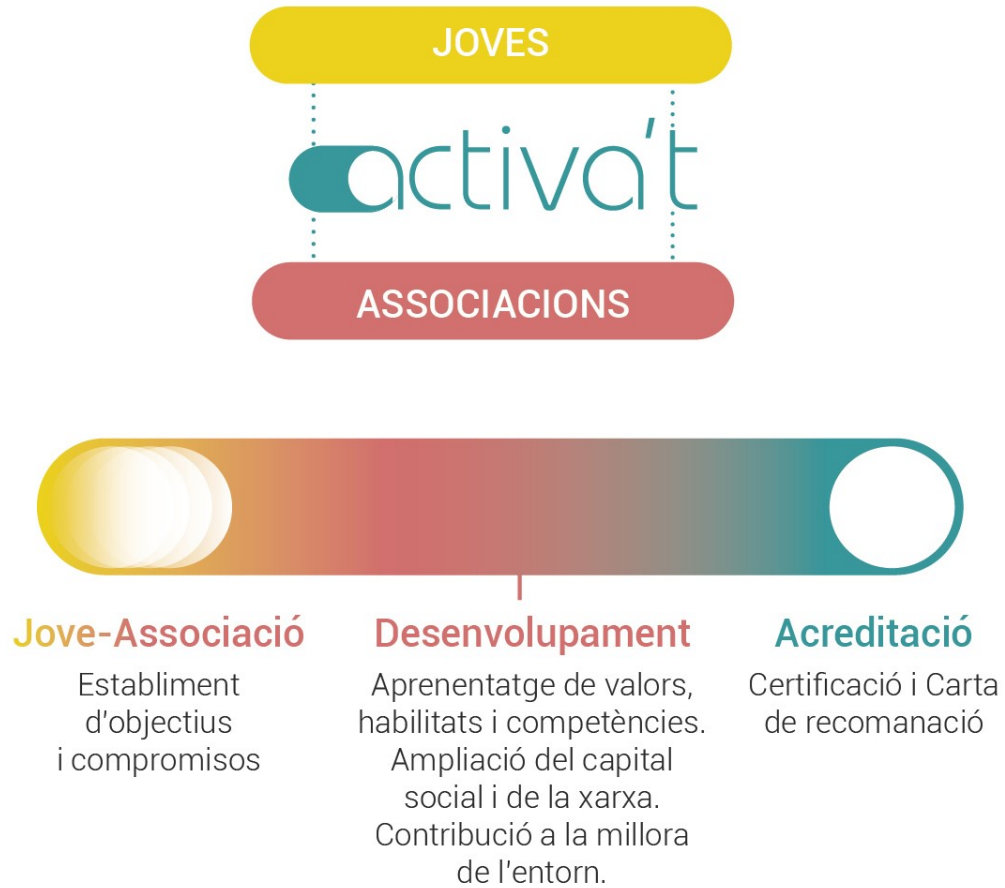 JOVES
activa't
ASSOCIACIONS
Jove-Associació
Establiment
d'objectius
i compromisos
Desenvolupament
Aprenentatge de valors,
habilitats i competències.
Ampliació del capital
social i de la xarxa.
Contribució a la millora
de l'entorn.
Acreditació
Certificació i Carta
de recomanació